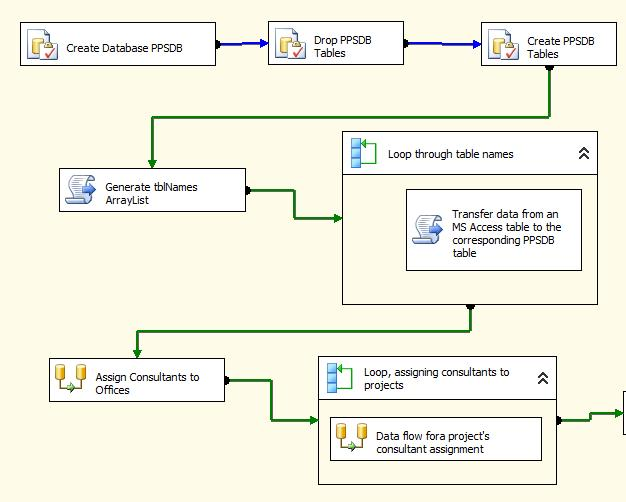 Create Database PPSDB
Drop PPSDB
Tables
Create PPSDB
Tables
Generate tblNames
ArrayList
Loop through table names
Transfer data from an
MS Access table to the
corresponding PPSDB
table
Assign Consultants to
Offices
Loop, assigning consultants to
projects
Data flow fora project's
consultant assignment